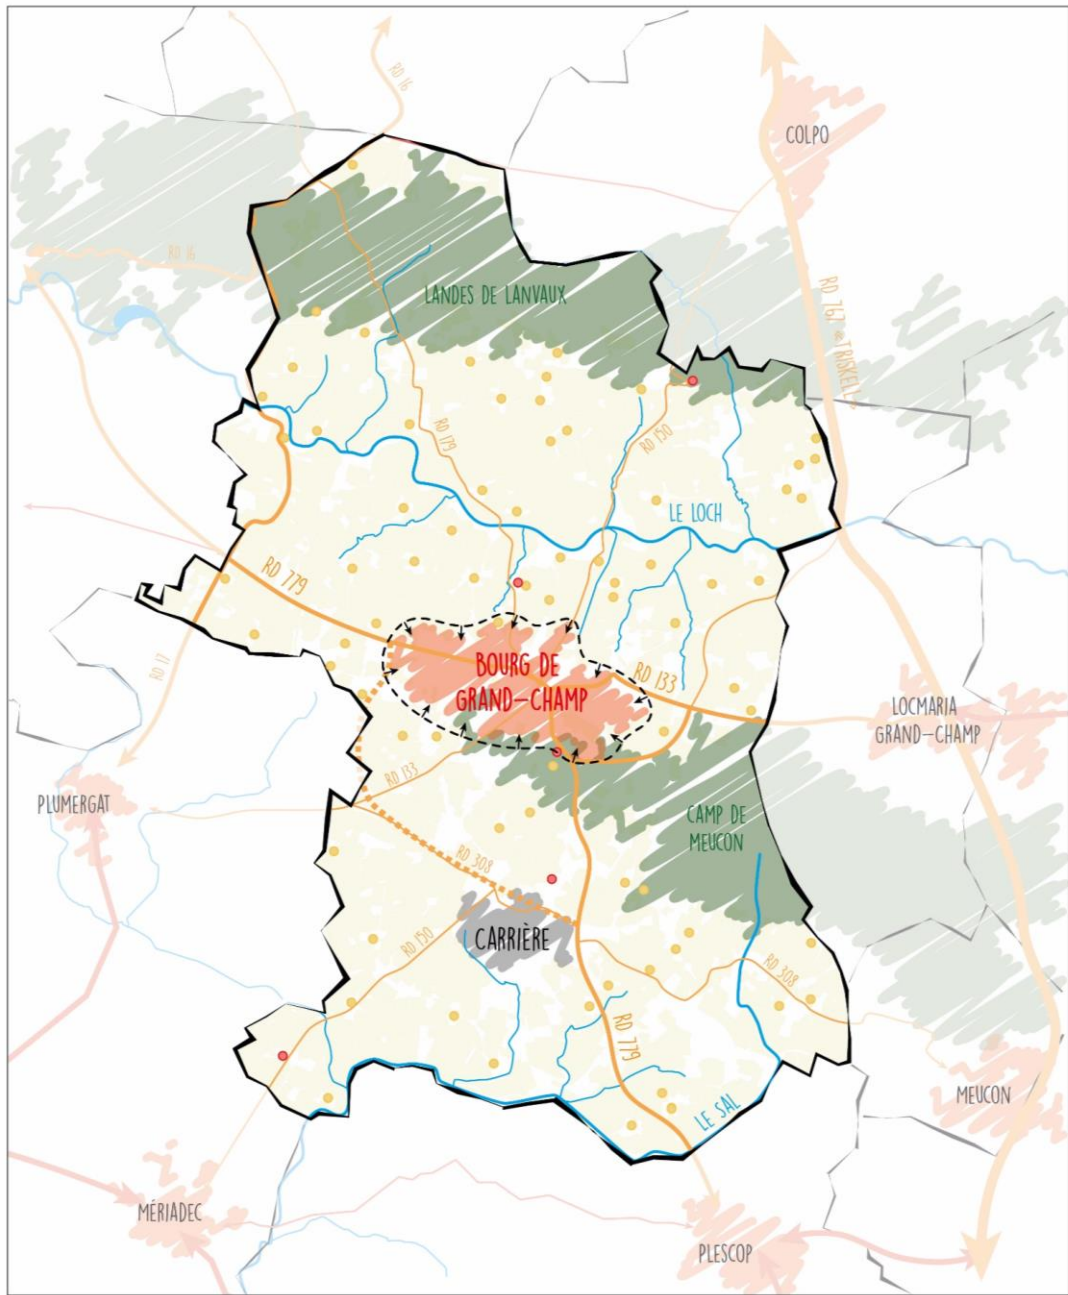 RD 16
COLPO
RD 16
LANDES DE LANVAUX
RD 767 « TRISKELL »
RD 179
RD 150
LE LOCH
RD 779
RD 17
BOURG DE
GRAND-CHAMP
RD 133
LOCMARIA
GRAND-CHAMP
RD 133
PLUMERGAT
CAMP DE
MEUCON
RD 308
CARRIÈRE
RD 150
RD 308
RD 779
MEUCON
LE SAL
MÉRIADEC
PLESCOP